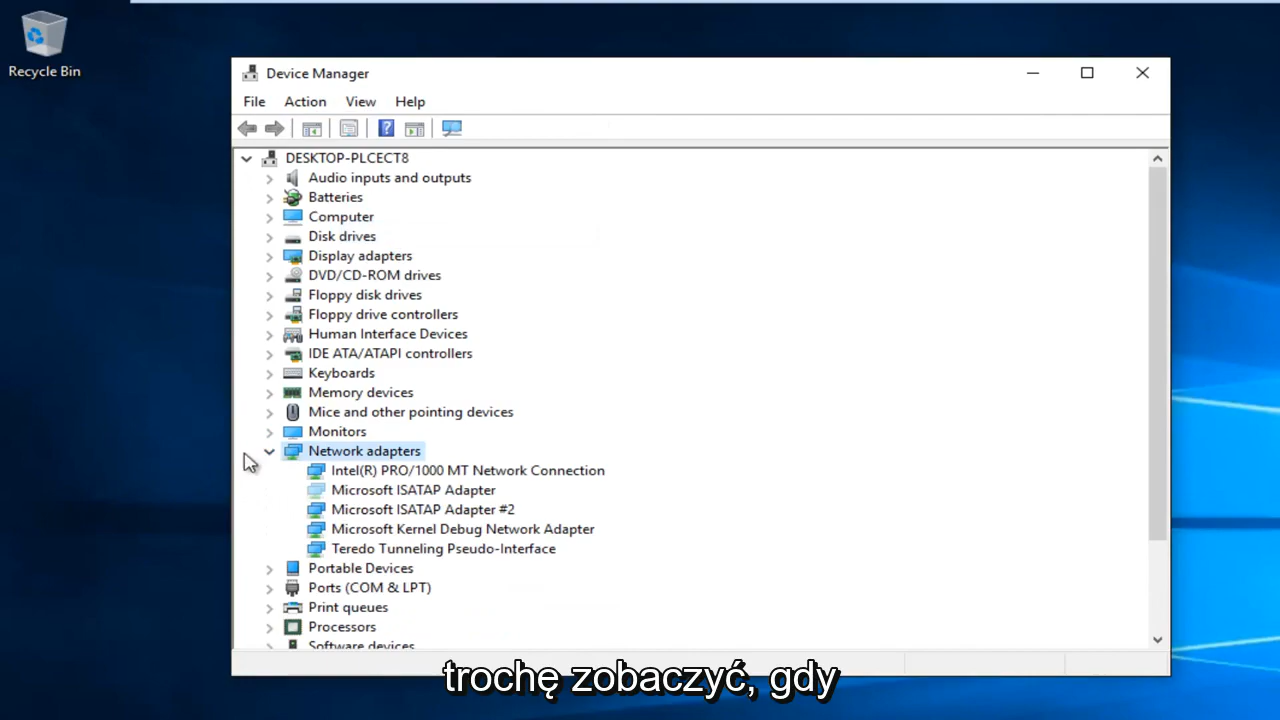 Recycle Bin
Device Manager
File Action View Help
DESKTOP-PLCECT8
Audio inputs and outputs
Batteries
Computer
Disk drives
Display adapters
DVD/CD-ROM drives
Floppy disk drives
Floppy drive controllers
Human Interface Devices
IDE ATA/ATAPI controllers
Keyboards
Memory devices
Mice and other pointing devices
Monitors
Network adapters
Intel(R) PRO/1000 MT Network Connection
Microsoft ISATAP Adapter
Microsoft ISATAP Adapter #2
Microsoft Kernel Debug Network Adapter
Teredo Tunneling Pseudo-Interface
Portable Devices
Ports (COM & LPT)
Print queues
Processors
Software devices
trochę zobaczyć, gdy